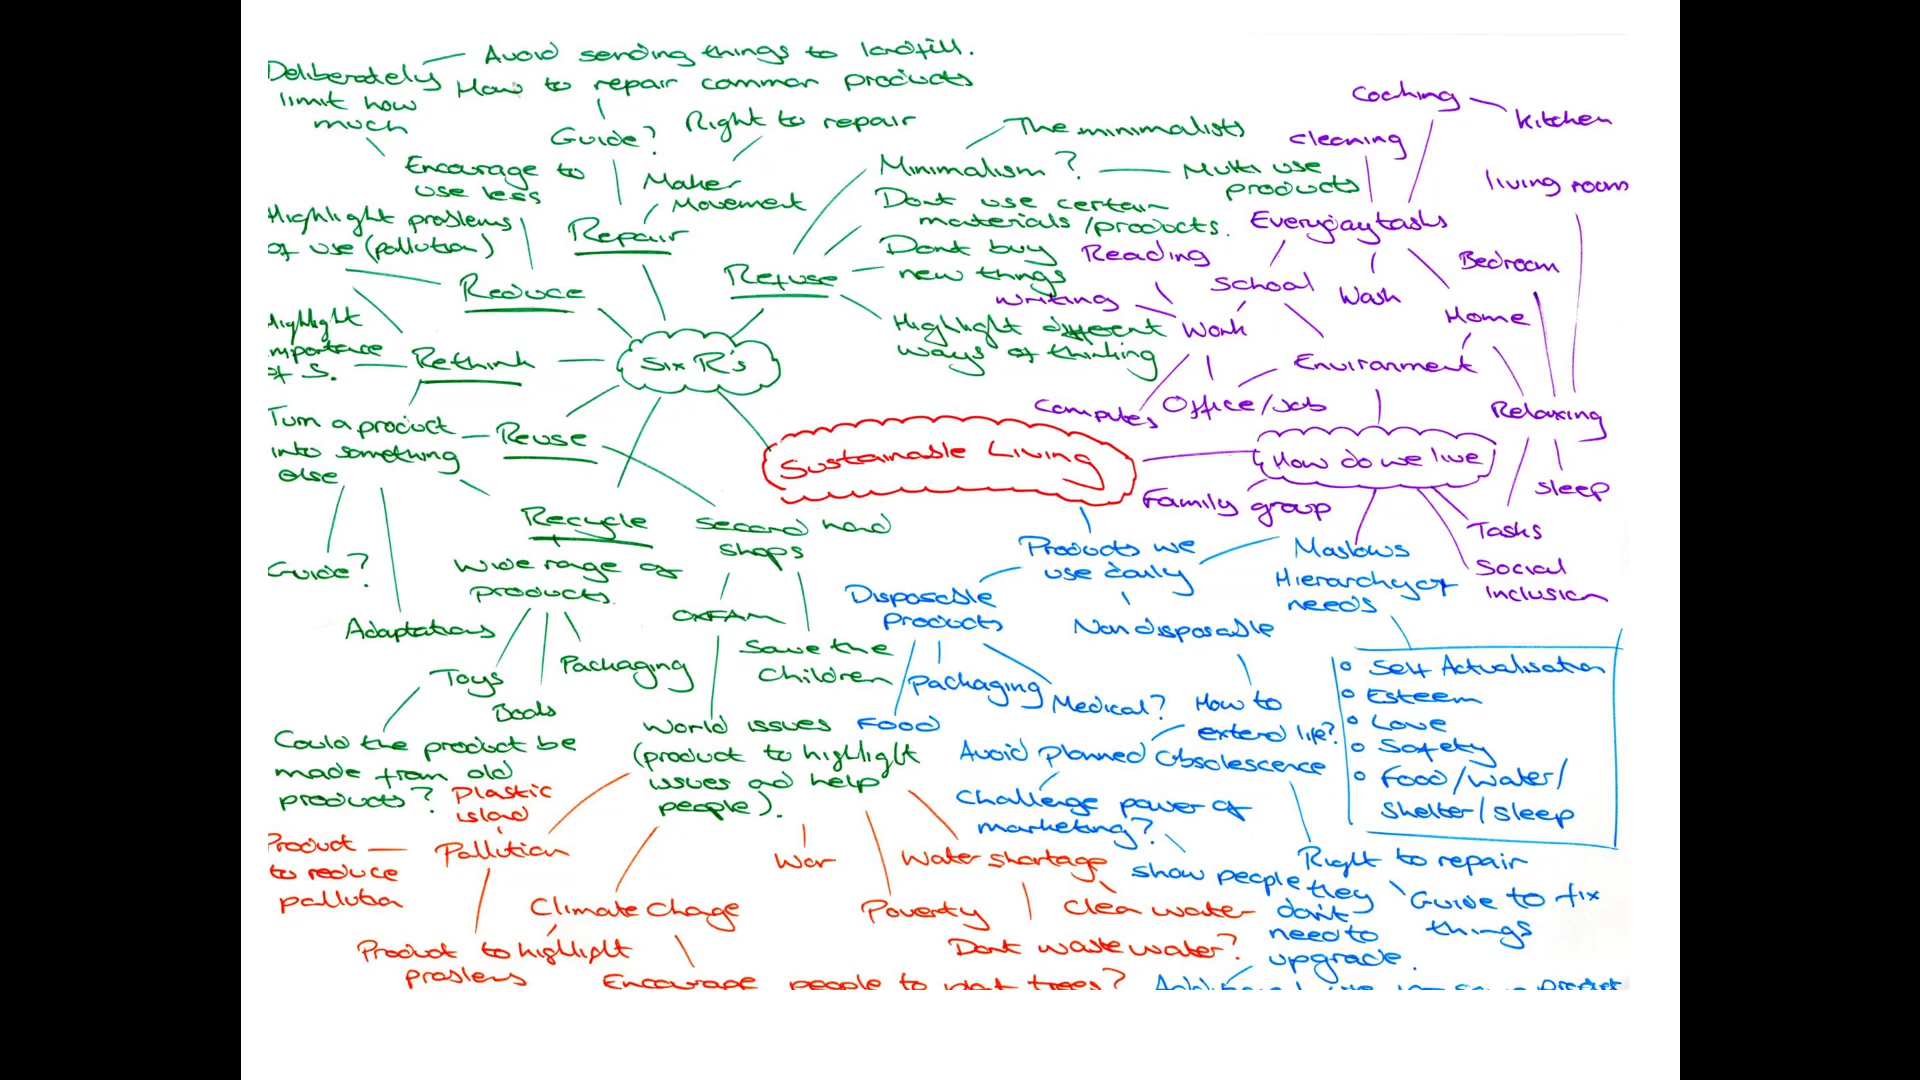 Avoid sending things to landfill.
Deliberately
limit how
much
How to repair common products
Guide?
Right to repair
Encourage to
use less
Maker
Movement
Highlight problems
of use (pollution)
Repair
Reduce
Refuse
The minimalists
Minimalism?
Multi use
products
Dont use certain
materials/products.
Dont buy
new things
Highlight different
ways of thinking
Rethink
Six R's
Turn a product
into something
else
Reuse
Recycle
Second hand
shops
Guide?
Wide range of
products
Adaptations
OXFAM
Save the
Children
Toys
Packaging
Could the product be
made from old
products?
World issues
(product to highlight
issues ad help
people).
Cooking
Kitchen
Cleaning
living room
Everyday tasks
Reading
School
Wash
Bedroom
Writing
Work
Home
Environment
Office/Job
Relaxing
Sustainable Living
How do we live
Family group
Sleep
Tasks
Social
Inclusion
Products we
use daily
Maslows
Hierarchy of
needs
Disposable
Products
Non disposable
Packaging
Medical?
Food
How to
extend life?
Self Actualisation
Esteem
Love
Safety
Food/water/
Shelter/sleep
Avoid planned obsolescence
Challenge power of
marketing?
Show people they
don't
need to
upgrade.
Right to repair
Guide to fix
things
Plastic
island
Product
to reduce
pollution
Pollution
War
Water shortage
Climate Change
Poverty
Clean water
Product to highlight
problems
Dont waste water?
Encourage people to plant trees?